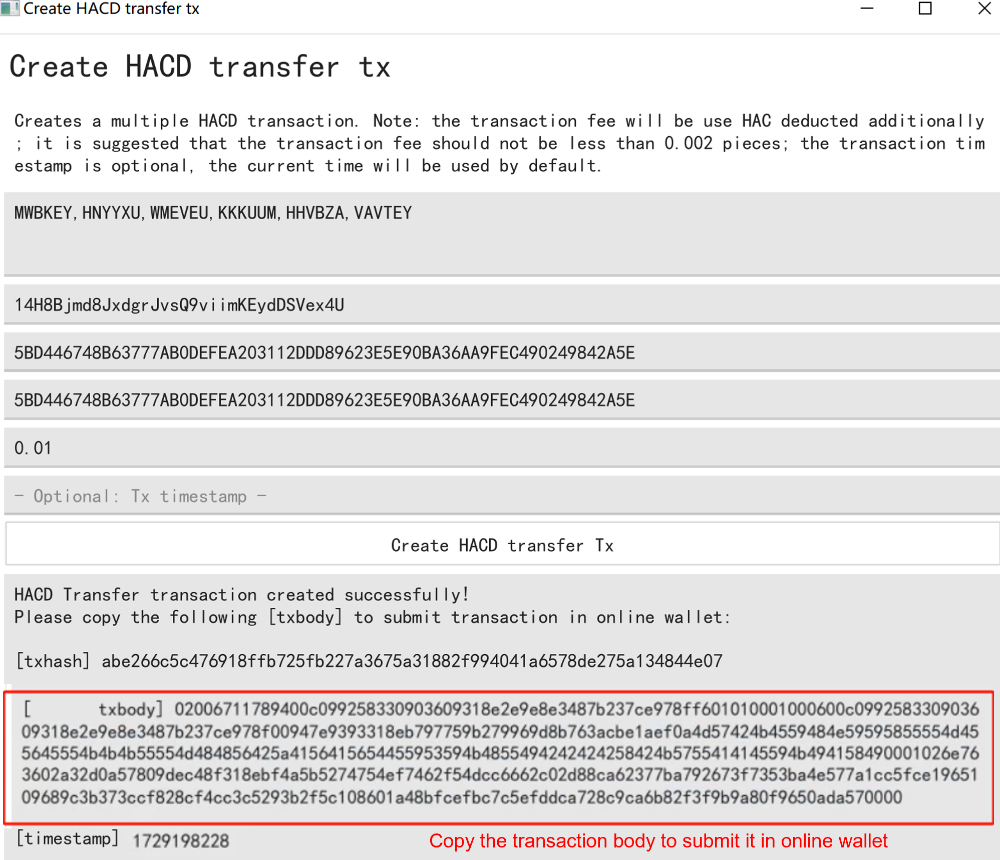 Create HACD transfer tx
Create HACD transfer tx
Creates a multiple HACD transaction. Note: the transaction fee will be use HAC deducted additionally
; it is suggested that the transaction fee should not be less than 0.002 pieces; the transaction tim
estamp is optional, the current time will be used by default.
MWBKEY,HNYYXU,WMEVEU,KKKUUM,HHVBZA,VAVTEY
14H8Bjmd8JxdgrJvsQ9viimKEydDSVex4U
5BD446748B63777AB0DEFEA203112DDD89623E5E90BA36AA9FEC490249842A5E
5BD446748B63777AB0DEFEA203112DDD89623E5E90BA36AA9FEC490249842A5E
0.01
- Optional: Tx timestamp -
Create HACD transfer Tx
HACD Transfer transaction created successfully!
Please copy the following [txbody] to submit transaction in online wallet:
[txhash] abe266c5c476918ffb725fb227a3675a31882f994041a6578de275a134844e07
[ txbody] 02006711789400c099258330903609318e2e9e8e3487b237ce978ff601010001000600c0992583309036
09318e2e9e8e3487b237ce978f00947e9393318eb797759b279969d8b763acbe1aef0a4d57424b4559484e59595855554d45
5645554b4b4b55554d484856425a4156415654455953594b4855494242424258424b5755414145594b494158490001026e76
3602a32d0a57809dec48f318ebf4a5b5274754ef7462f54dcc6662c02d88ca62377ba792673f7353ba4e577a1cc5fce19651
09689c3b373ccf828cf4cc3c5293b2f5c108601a48bfcefbc7c5efddca728c9ca6b82f3f9b9a80f9650ada570000
[timestamp] 1729198228
Copy the transaction body to submit it in online wallet